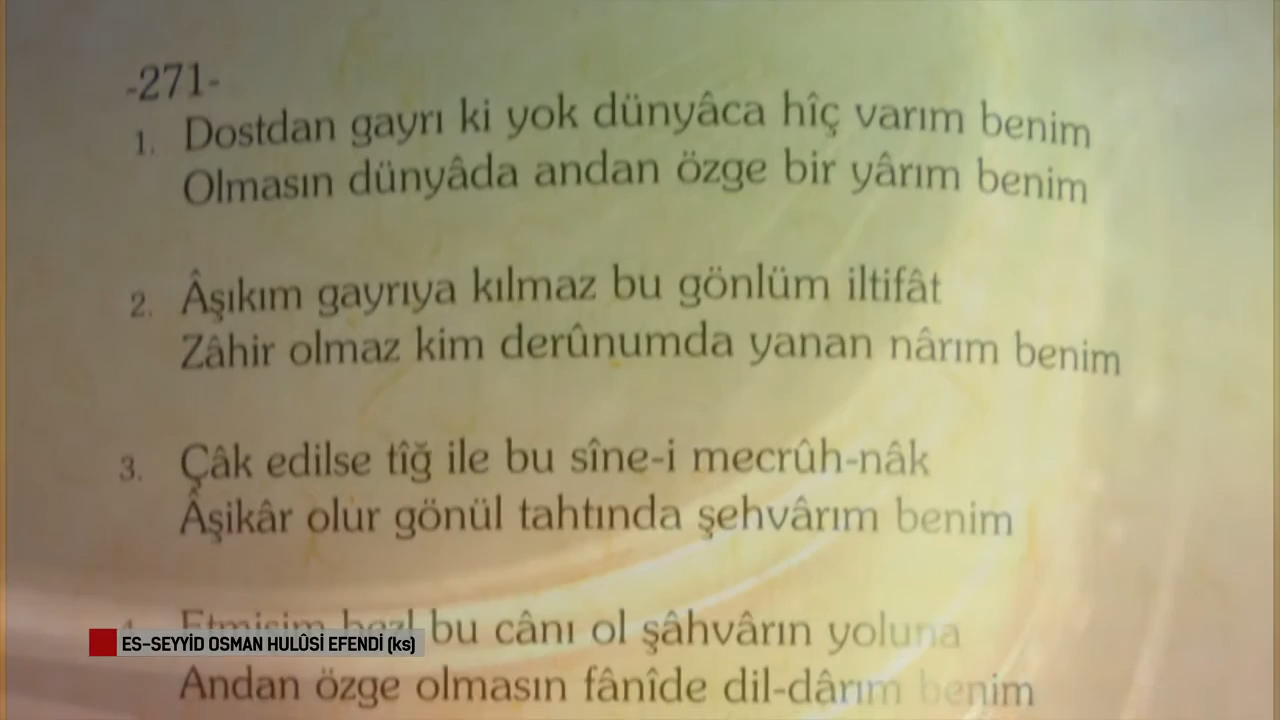 -271-
1. Dostdan gayrı ki yok dünyâca hîç varım benim
Olmasın dünyâda andan özge bir yârım benim
2. Âşıkım gayrıya kılmaz bu gönlüm iltifât
Zâhir olmaz kim derûnumda yanan nârım benim
3. Çâk edilse tîğ ile bu sîne-i mecrûh-nâk
Âşikâr olur gönül tahtında şehvârım benim
bu cânı ol şâhvârın yoluna
ES-SEYYİD OSMAN HULÛSİ EFENDİ (ks)
Andan özge olmasın fânîde dil-dârım benim